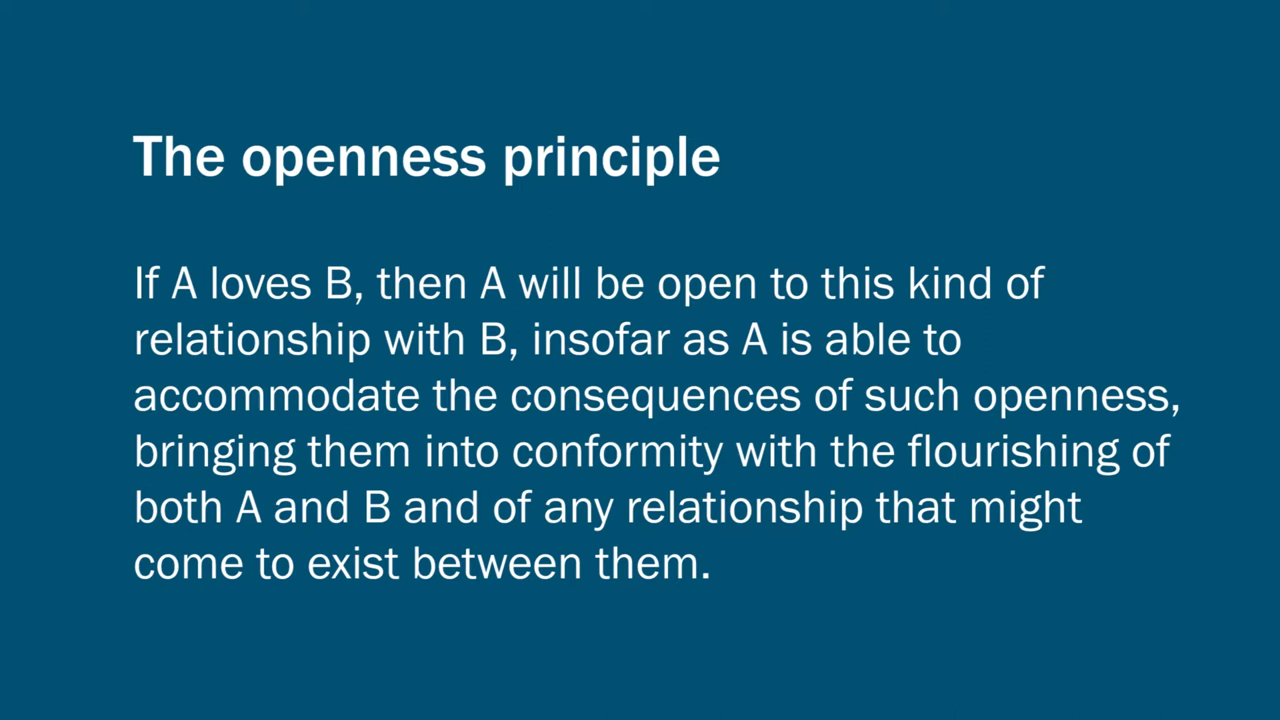 The openness principle
If A loves B, then A will be open to this kind of
relationship with B, insofar as A is able to
accommodate the consequences of such openness,
bringing them into conformity with the flourishing of
both A and B and of any relationship that might
come to exist between them.